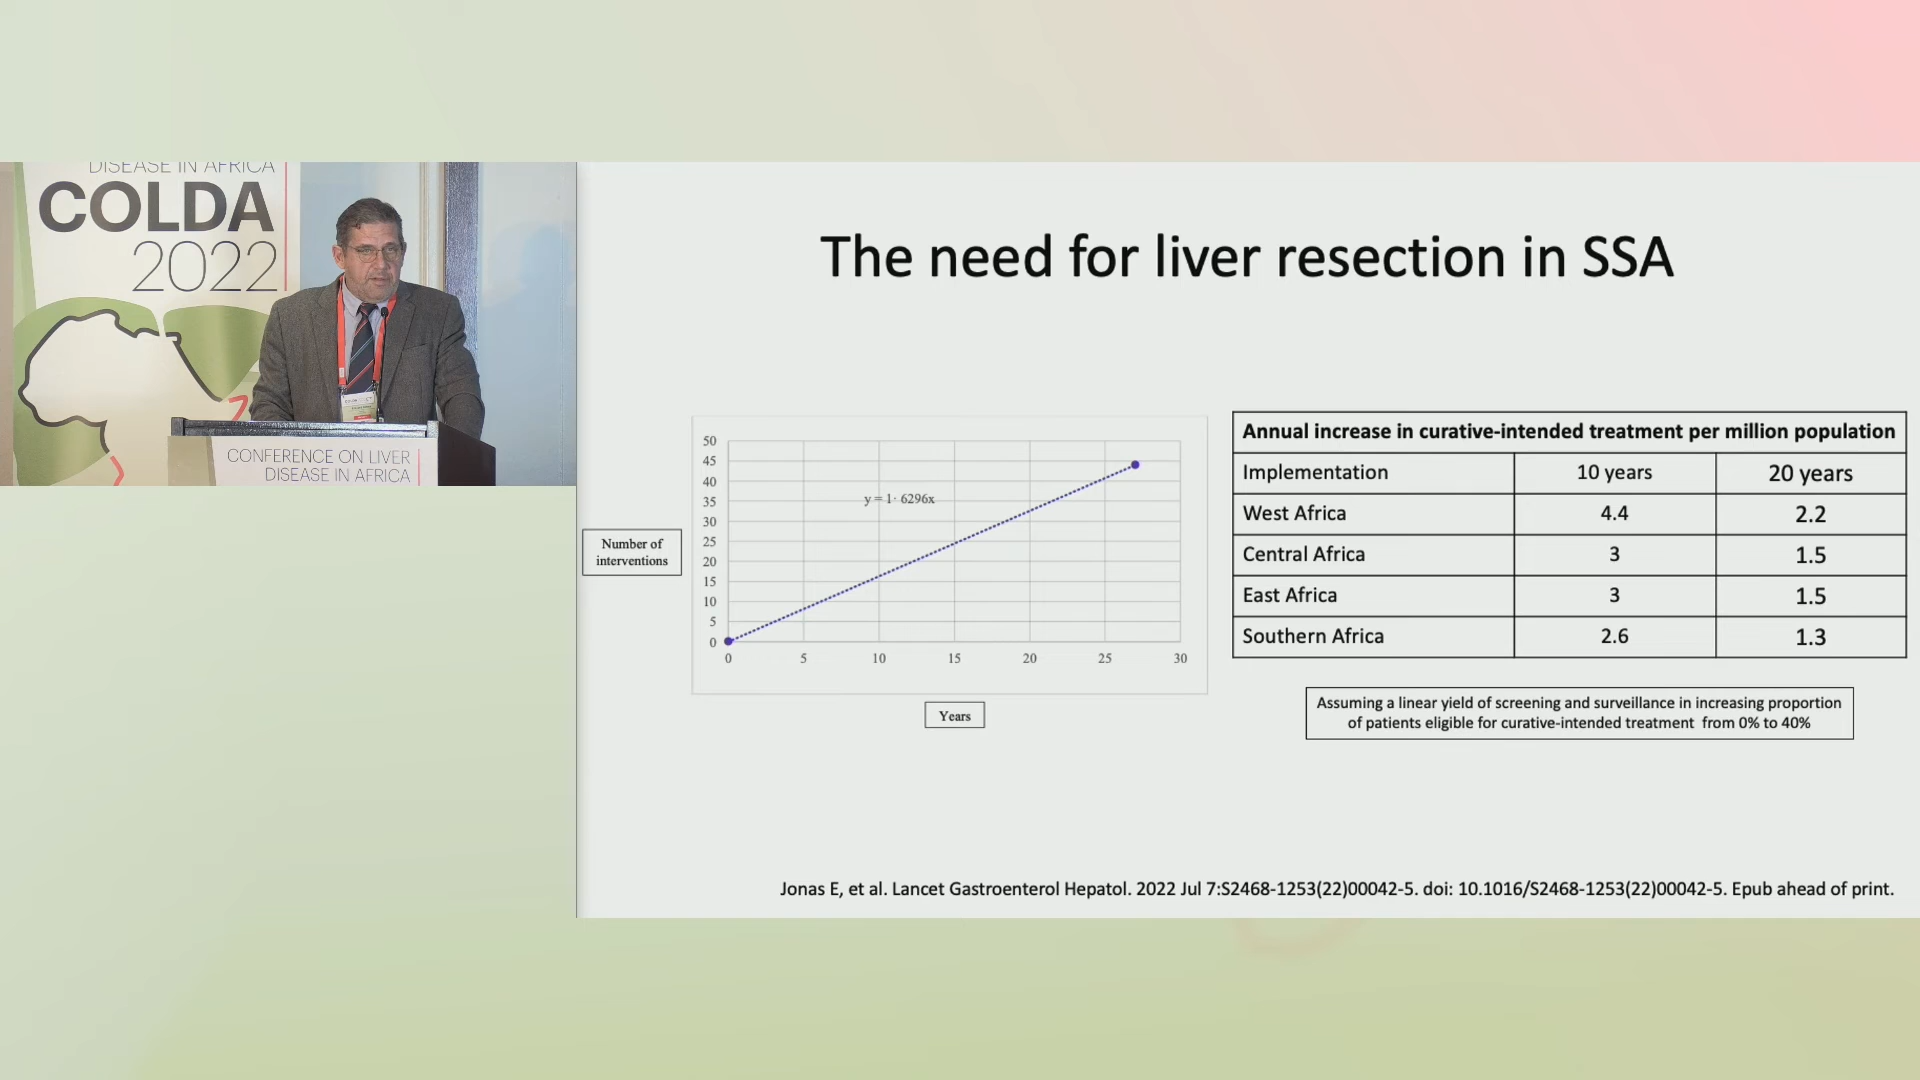 DISEASE IN AFRICA
COLDA
2022
CONFERENCE ON LIVER
DISEASE IN AFRICA
The need for liver resection in SSA
Number of
interventions
50
45
40
35
30
25
20
15
10
5
0
y = 1· 6296x
0 5 10 15 20 25 30
Years
Annual increase in curative-intended treatment per million population
Implementation 10 years 20 years
West Africa 4.4 2.2
Central Africa 3 1.5
East Africa 3 1.5
Southern Africa 2.6 1.3
Assuming a linear yield of screening and surveillance in increasing proportion
of patients eligible for curative-intended treatment from 0% to 40%
Jonas E, et al. Lancet Gastroenterol Hepatol. 2022 Jul 7:S2468-1253(22)00042-5. doi: 10.1016/S2468-1253(22)00042-5. Epub ahead of print.